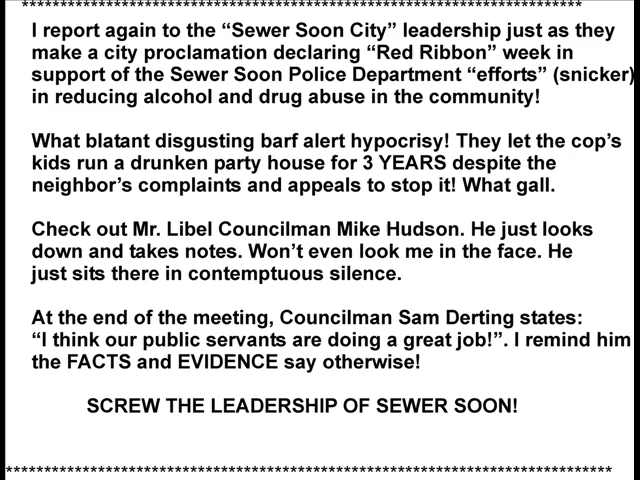 ****************************************************************************
I report again to the “Sewer Soon City” leadership just as they
make a city proclamation declaring “Red Ribbon” week in
support of the Sewer Soon Police Department “efforts” (snicker)
in reducing alcohol and drug abuse in the community!
What blatant disgusting barf alert hypocrisy! They let the cop’s
kids run a drunken party house for 3 YEARS despite the
neighbor’s complaints and appeals to stop it! What gall.
Check out Mr. Libel Councilman Mike Hudson. He just looks
down and takes notes. Won’t even look me in the face. He
just sits there in contemptuous silence.
At the end of the meeting, Councilman Sam Derting states:
“I think our public servants are doing a great job!”. I remind him
the FACTS and EVIDENCE say otherwise!
SCREW THE LEADERSHIP OF SEWER SOON!
******************************************************************************